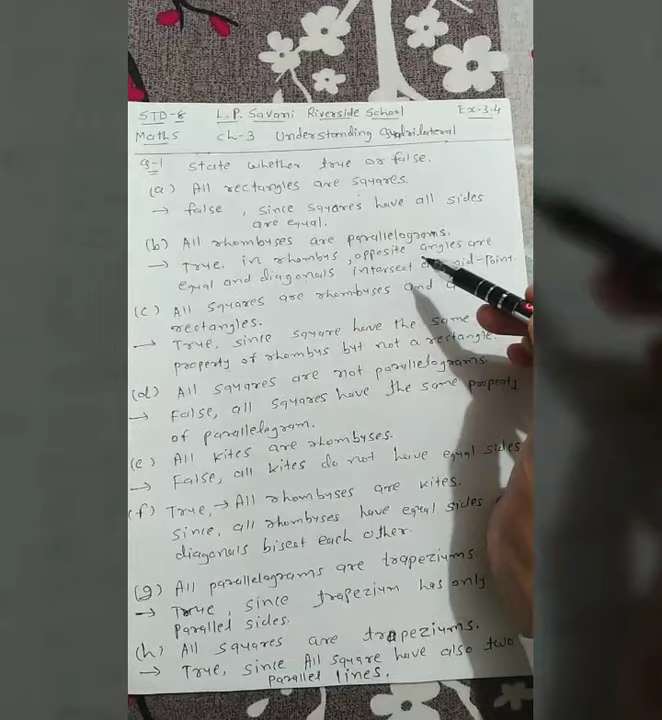 STD-8 L.P. Savani Riverside School Ex-3.4
Maths ch-3 Understanding Quadrilateral
Q-1 State whether true or false.
(a) All rectangles are squares.
→ false, since squares have all sides
are equal.
(b) All rhombuses are parallelograms.
→ True. in rhombus, opposite angles are
equal and diagonals intersect mid-point.
(c) All squares are rhombuses and
rectangles.
→ True, since square have the same
property of rhombus but not a rectangle.
(d) All squares are not parallelograms.
→ False, all squares have the same property
of parallelogram.
(e) All kites are rhombuses.
→ False, all kites do not have equal sides
(f) True, → All rhombuses are kites.
since, all rhombuses have equal sides
diagonals bisect each other.
(g) All parallelograms are trapeziums.
→ True, since trapezium has only
parallel sides.
(h) All squares are trapeziums.
→ True, since All square have also two
parallel lines.